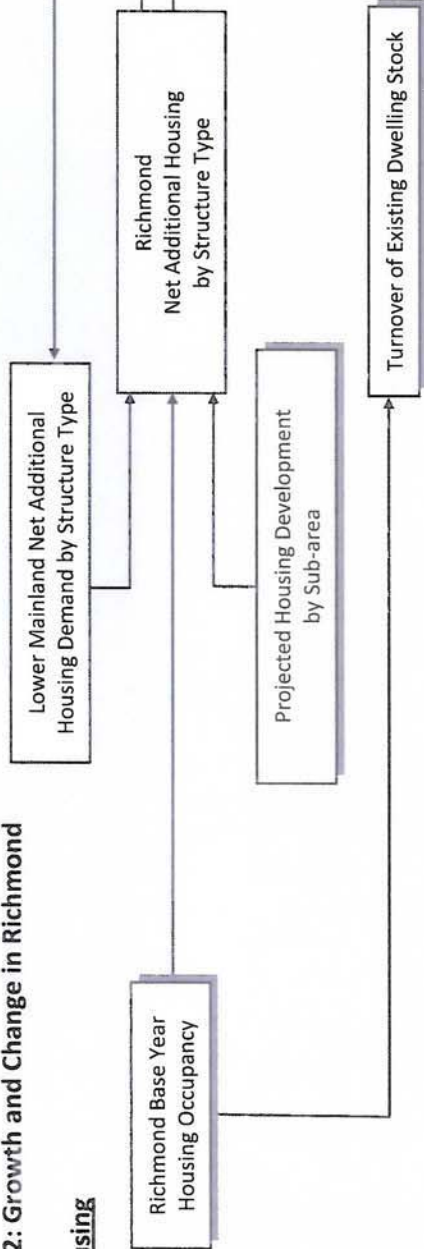 2: Growth and Change in Richmond
using
Lower Mainland Net Additional
Housing Demand by Structure Type
Richmond
Net Additional Housing
by Structure Type
Richmond Base Year
Housing Occupancy
Projected Housing Development
by Sub-area
Turnover of Existing Dwelling Stock